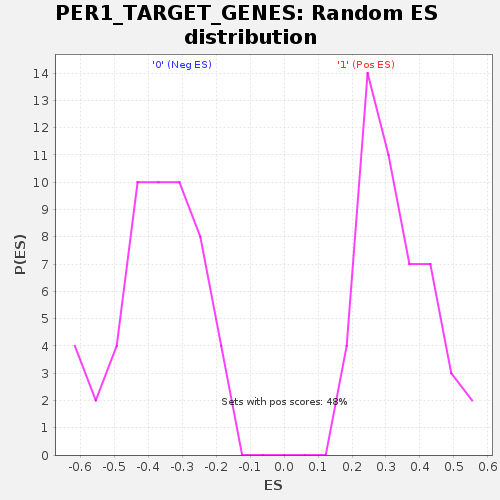 PER1_TARGET_GENES: Random ES
distribution
'0' (Neg ES)
'1' (Pos ES)
14
13
12
11
10
9
8
7
6
5
4
3
2
1
0
P(ES)
Sets with pos scores: 48%
-0.6 -0.5 -0.4 -0.3 -0.2 -0.1 0.0 0.1 0.2 0.3 0.4 0.5 0.6
ES